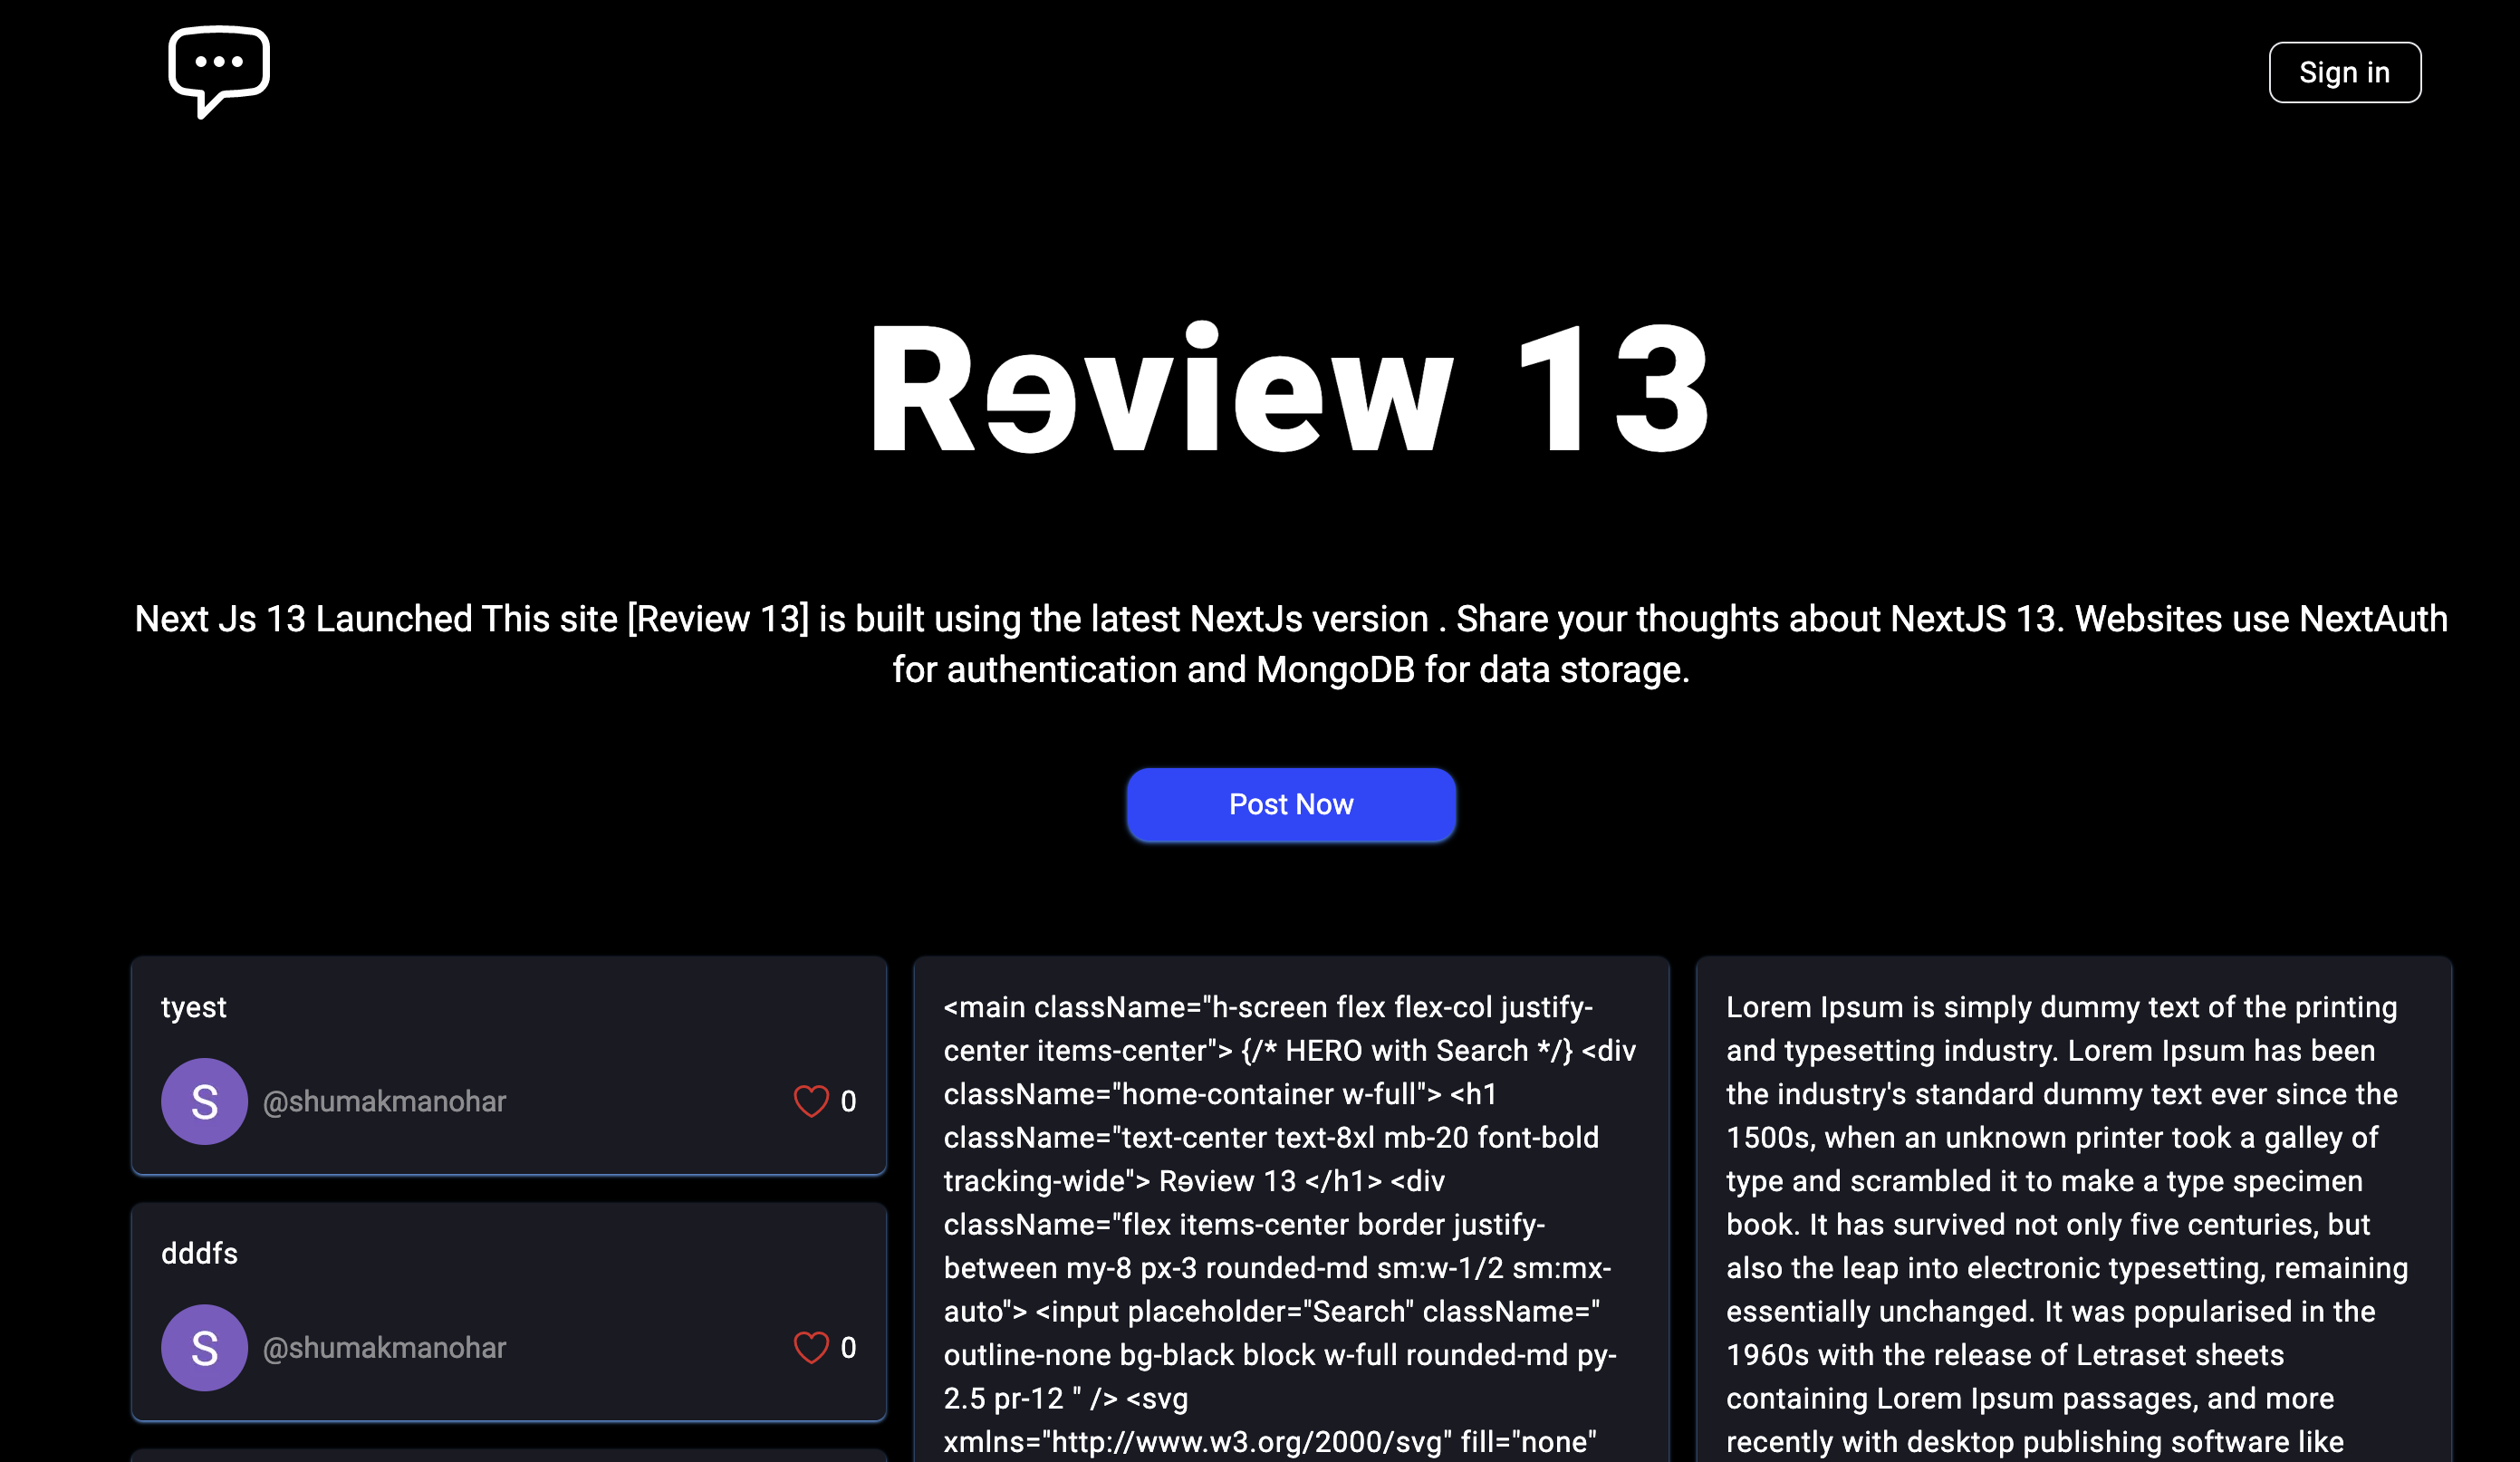 Sign in
Rɘview 13
Next Js 13 Launched This site [Review 13] is built using the latest NextJs version . Share your thoughts about NextJS 13. Websites use NextAuth
for authentication and MongoDB for data storage.
Post Now
tyest
S @shumakmanohar 0
dddfs
S @shumakmanohar 0
<main className="h-screen flex flex-col justify-
center items-center"> {/* HERO with Search */} <div
className="home-container w-full"> <h1
className="text-center text-8xl mb-20 font-bold
tracking-wide"> Rɘview 13 </h1> <div
className="flex items-center border justify-
between my-8 px-3 rounded-md sm:w-1/2 sm:mx-
auto"> <input placeholder="Search" className="
outline-none bg-black block w-full rounded-md py-
2.5 pr-12 " /> <svg
xmlns="http://www.w3.org/2000/svg" fill="none"
Lorem Ipsum is simply dummy text of the printing
and typesetting industry. Lorem Ipsum has been
the industry's standard dummy text ever since the
1500s, when an unknown printer took a galley of
type and scrambled it to make a type specimen
book. It has survived not only five centuries, but
also the leap into electronic typesetting, remaining
essentially unchanged. It was popularised in the
1960s with the release of Letraset sheets
containing Lorem Ipsum passages, and more
recently with desktop publishing software like